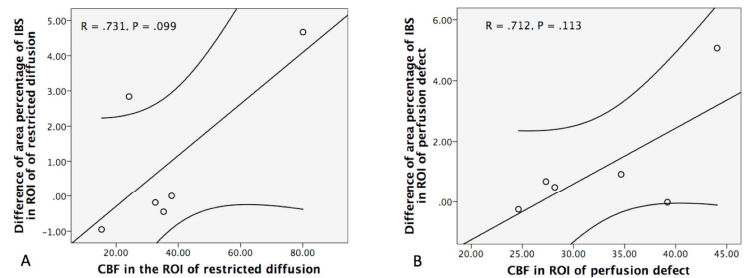 R = .731, P = .099
Difference of area percentage of IBS
in ROI of of restricted diffusion
5.00
4.00
3.00
2.00
1.00
.00
-1.00
20.00 40.00 60.00 80.00
CBF in the ROI of restricted diffusion
A
R = .712, P = .113
Difference of area percentage of IBS
in ROI of perfusion defect
6.00
4.00
2.00
.00
20.00 25.00 30.00 35.00 40.00 45.00
CBF in ROI of perfusion defect
B